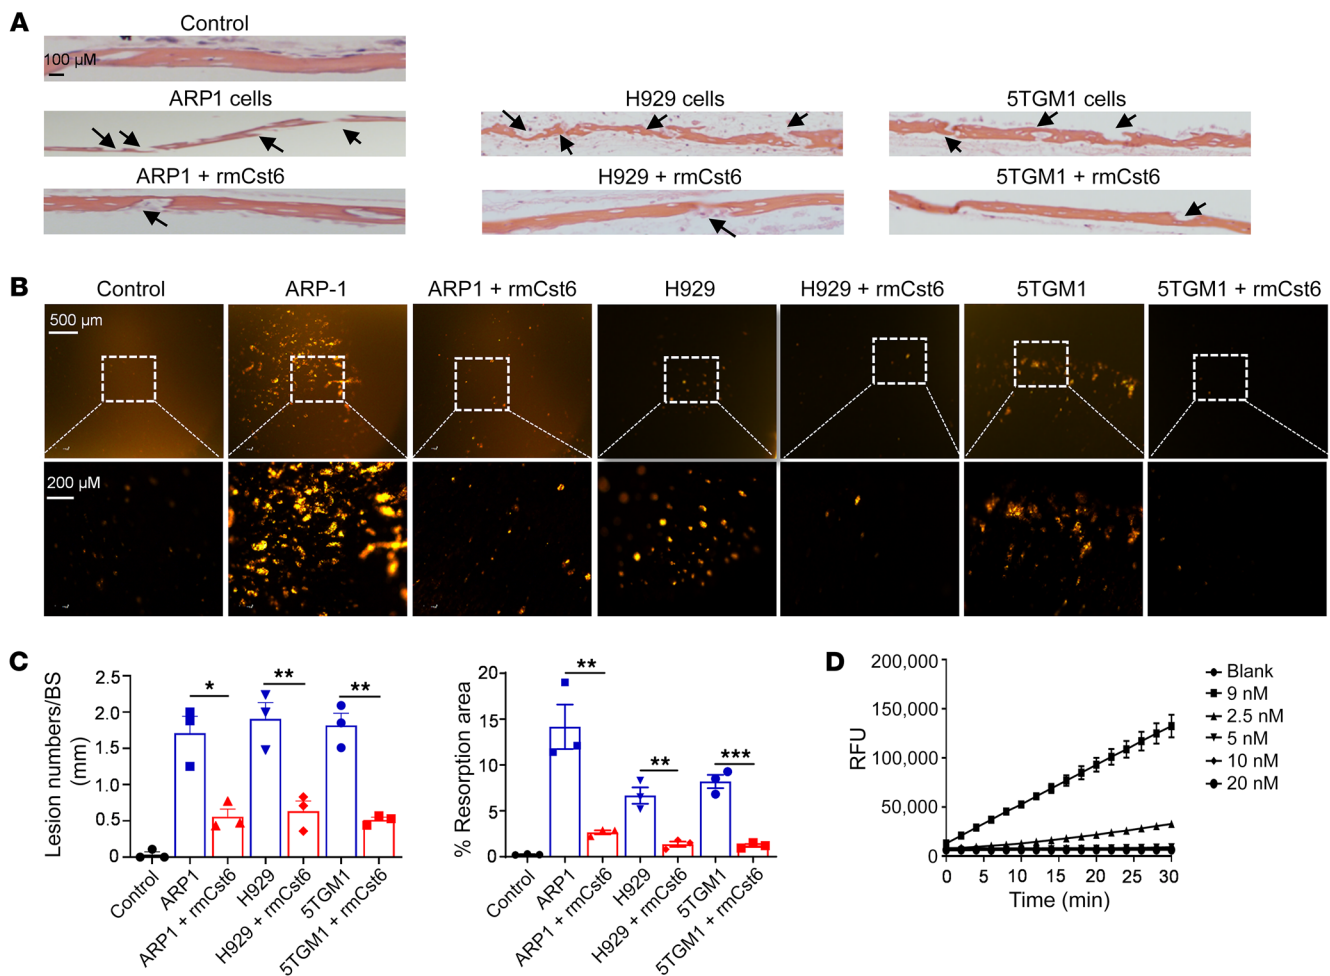 A
Control
100 µM
ARP1 cells
H929 cells
5TGM1 cells
ARP1 + rmCst6
H929 + rmCst6
5TGM1 + rmCst6
B
Control
ARP-1
ARP1 + rmCst6
H929
H929 + rmCst6
5TGM1
5TGM1 + rmCst6
500 µm
200 µM
C
Lesion numbers/BS
(mm)
2.5
2.0
1.5
1.0
0.5
0
*
**
**
Control
ARP1
ARP1 + rmCst6
H929
H929 + rmCst6
5TGM1
5TGM1 + rmCst6
% Resorption area
20
15
10
5
0
**
**
***
Control
ARP1
ARP1 + rmCst6
H929
H929 + rmCst6
5TGM1
5TGM1 + rmCst6
D
RFU
200,000
150,000
100,000
50,000
0
0 5 10 15 20 25 30
Time (min)
Blank
9 nM
2.5 nM
5 nM
10 nM
20 nM